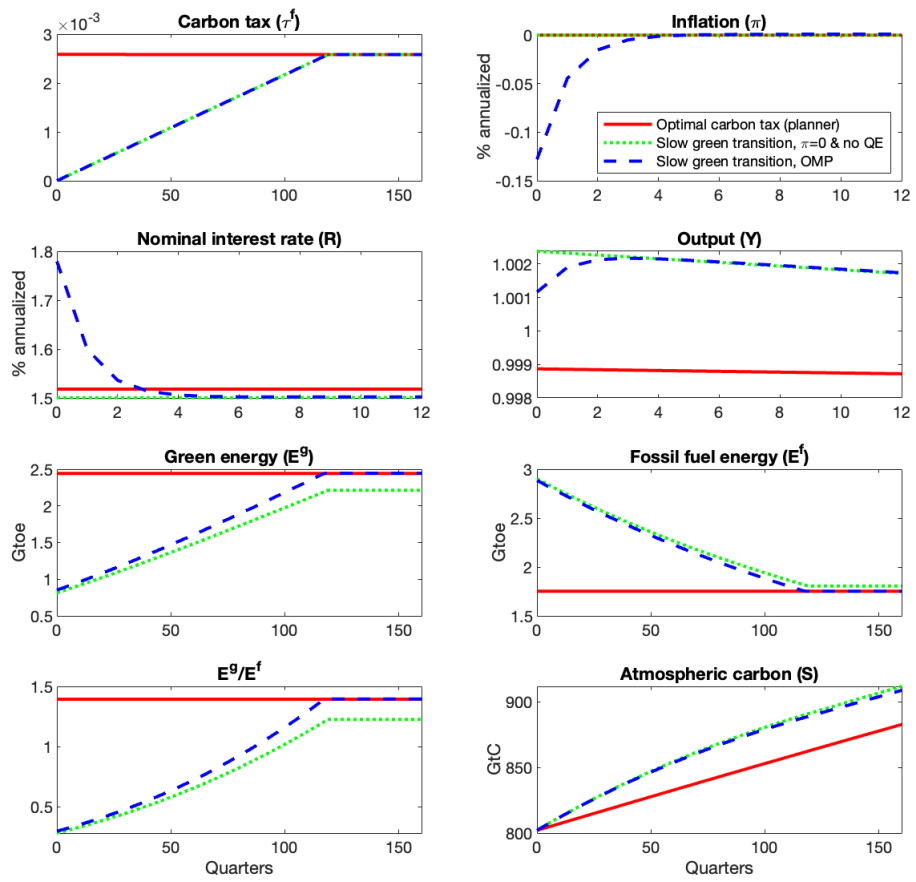 Carbon tax (τᶠ)
×10⁻³
3
2
1
0
0 50 100 150
Inflation (π)
% annualized
0
-0.05
-0.1
-0.15
0 2 4 6 8 10 12
Optimal carbon tax (planner)
Slow green transition, π=0 & no QE
Slow green transition, OMP
Nominal interest rate (R)
% annualized
1.8
1.7
1.6
1.5
0 2 4 6 8 10 12
Output (Y)
1.002
1.001
1
0.999
0.998
0 2 4 6 8 10 12
Green energy (Eᵍ)
Gtoe
2.5
2
1.5
1
0.5
0 50 100 150
Fossil fuel energy (Eᶠ)
Gtoe
3
2.5
2
1.5
0 50 100 150
Eᵍ/Eᶠ
1.5
1
0.5
0 50 100 150
Quarters
Atmospheric carbon (S)
GtC
900
850
800
0 50 100 150
Quarters